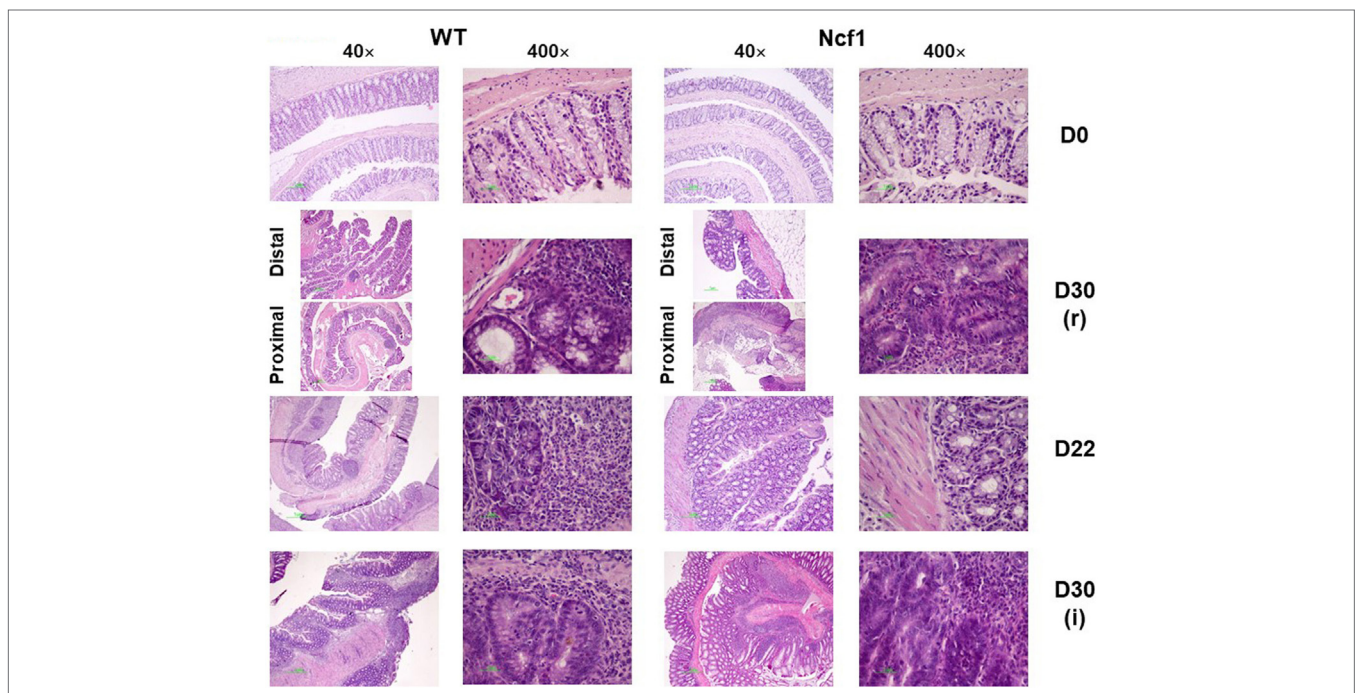 WT
Ncf1
40×
400×
40×
400×
D0
Distal
Proximal
Distal
Proximal
D30
(r)
D22
D30
(i)